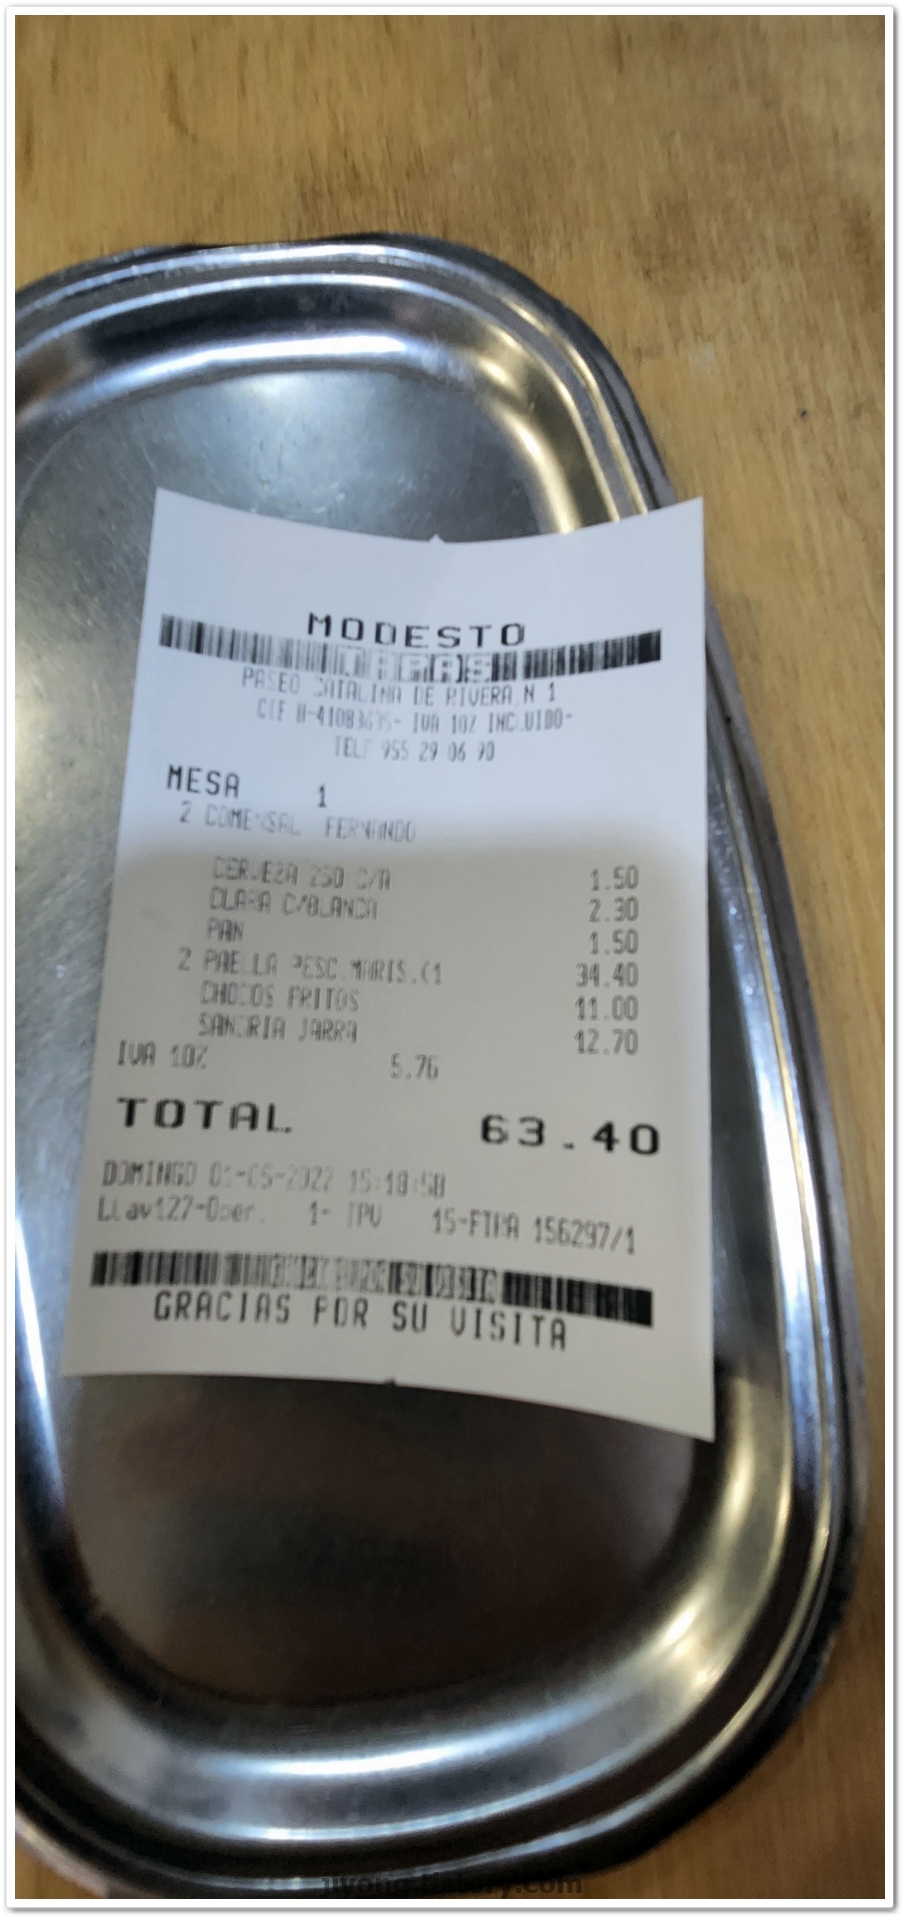 MODESTO
TAPAS
PASEO CATALINA DE RIVERA N 1
CIF B-41083635- IVA 10% INCLUIDO-
TELF 955 29 06 90
MESA 1
2 COMENSAL FERNANDO
CERVEZA 250 C/A 1.50
CLARA C/BLANCA 2.30
PAN 1.50
2 PAELLA PESC.MARIS.(1 34.40
CHOCOS FRITOS 11.00
SANGRIA JARRA 12.70
IVA 10% 5.76
TOTAL 63.40
DOMINGO 01-05-2022 15:18:58
Llav127-Oper. 1- TPV 15-FTRA 156297/1
GRACIAS POR SU VISITA